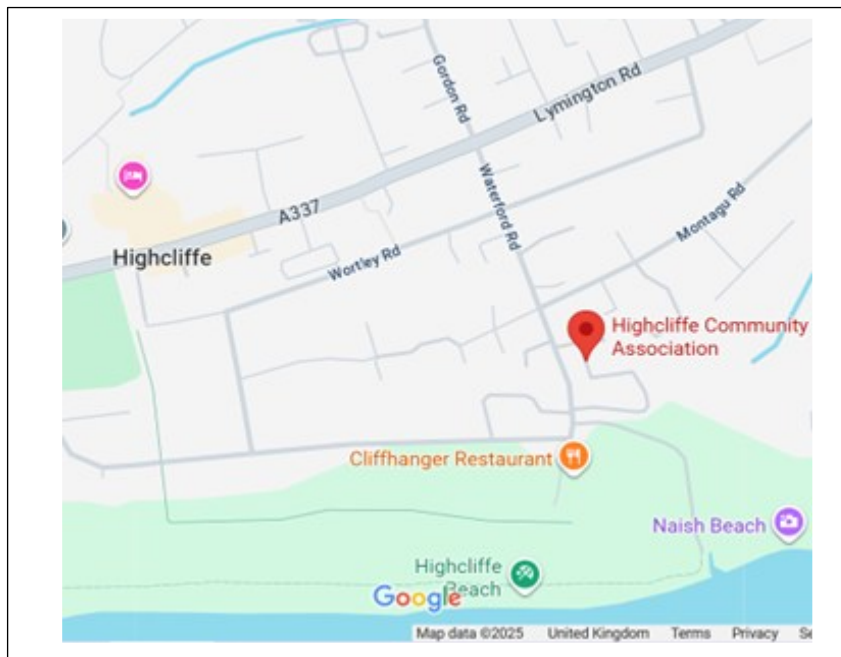 Gordon Rd
Lymington Rd
Waterford Rd
A337
Montagu Rd
Highcliffe
Wortley Rd
Highcliffe Community
Association
Cliffhanger Restaurant
Naish Beach
Highcliffe
Beach
Google
Map data ©2025 United Kingdom Terms Privacy